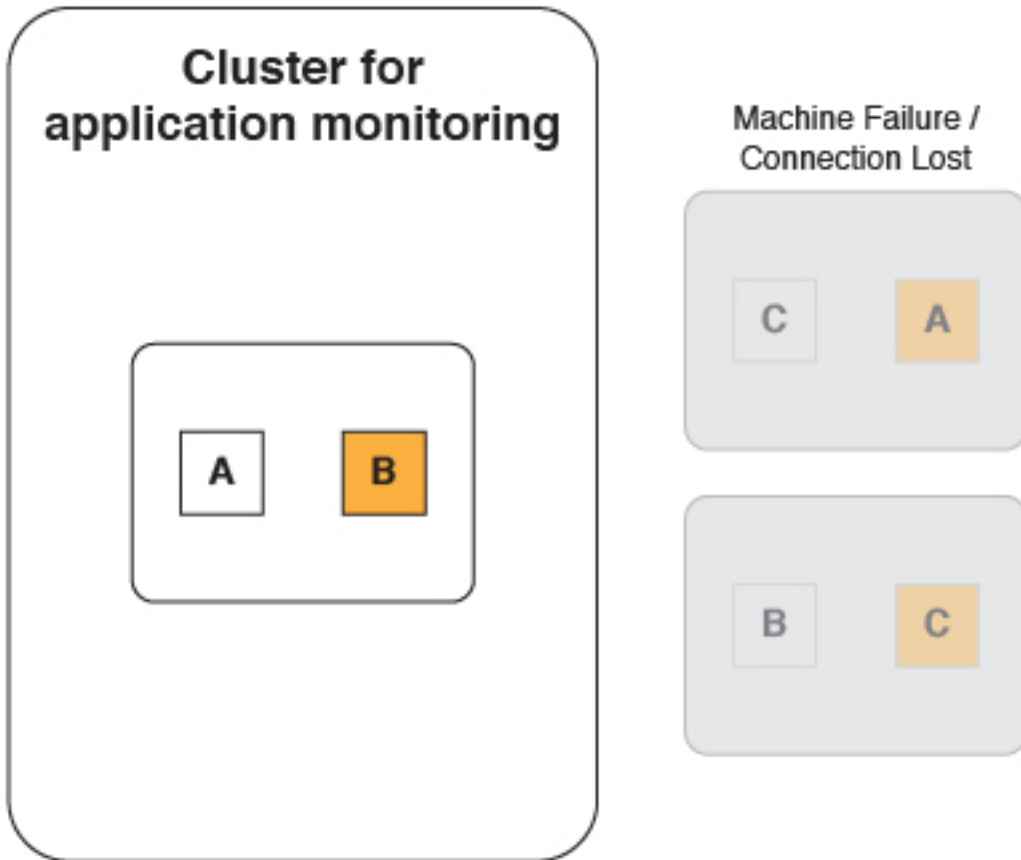 Cluster for
application monitoring
Machine Failure /
Connection Lost
C A
A B
B C